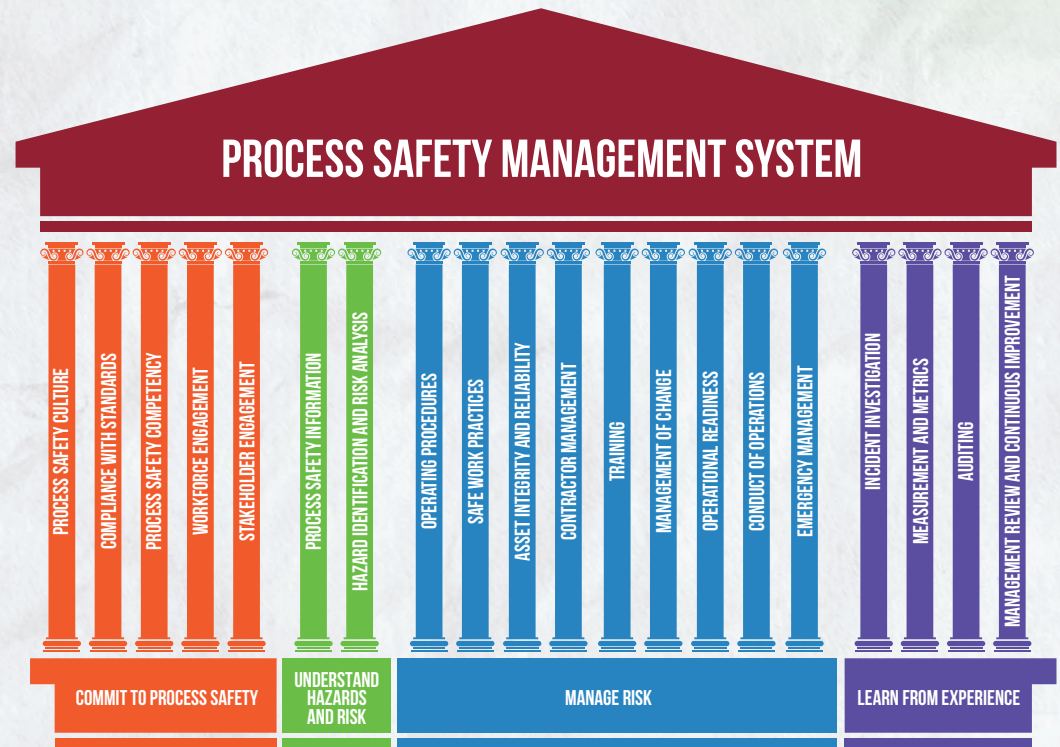 PROCESS SAFETY MANAGEMENT SYSTEM
PROCESS SAFETY CULTURE
COMPLIANCE WITH STANDARDS
PROCESS SAFETY COMPETENCY
WORKFORCE ENGAGEMENT
STAKEHOLDER ENGAGEMENT
PROCESS SAFETY INFORMATION
HAZARD IDENTIFICATION AND RISK ANALYSIS
OPERATING PROCEDURES
SAFE WORK PRACTICES
ASSET INTEGRITY AND RELIABILITY
CONTRACTOR MANAGEMENT
TRAINING
MANAGEMENT OF CHANGE
OPERATIONAL READINESS
CONDUCT OF OPERATIONS
EMERGENCY MANAGEMENT
INCIDENT INVESTIGATION
MEASUREMENT AND METRICS
AUDITING
MANAGEMENT REVIEW AND CONTINUOUS IMPROVEMENT
COMMIT TO PROCESS SAFETY
UNDERSTAND
HAZARDS
AND RISK
MANAGE RISK
LEARN FROM EXPERIENCE